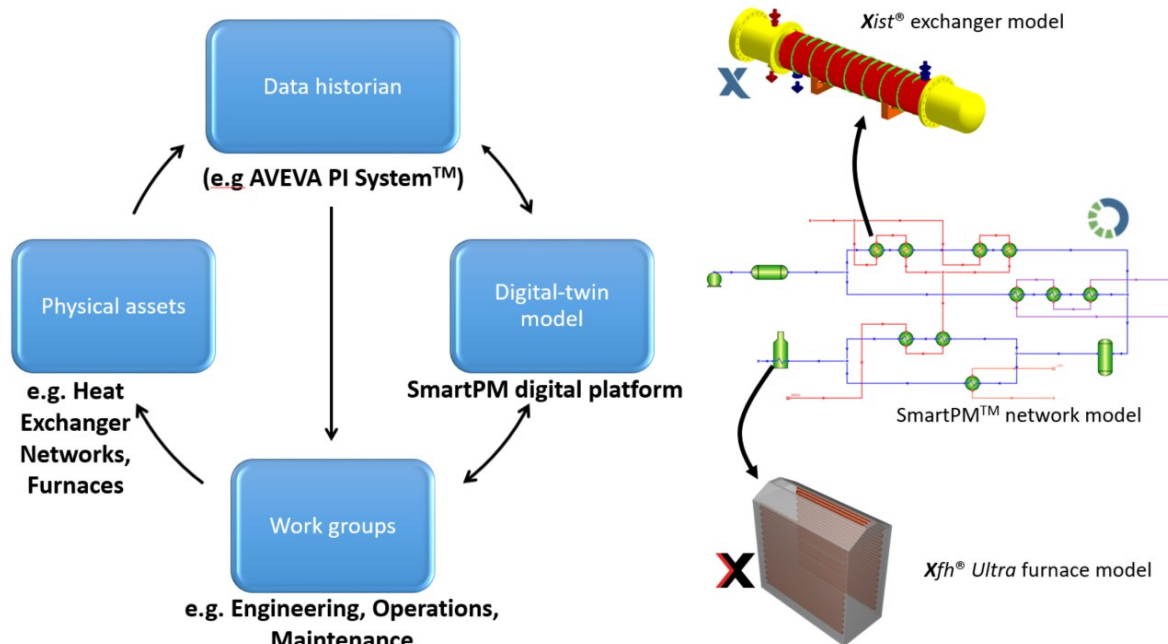 Data historian
(e.g AVEVA PI System™)
Physical assets
e.g. Heat
Exchanger
Networks,
Furnaces
Digital-twin
model
SmartPM digital platform
Work groups
e.g. Engineering, Operations,
Maintenance
Xist® exchanger model
SmartPM™ network model
Xfh® Ultra furnace model